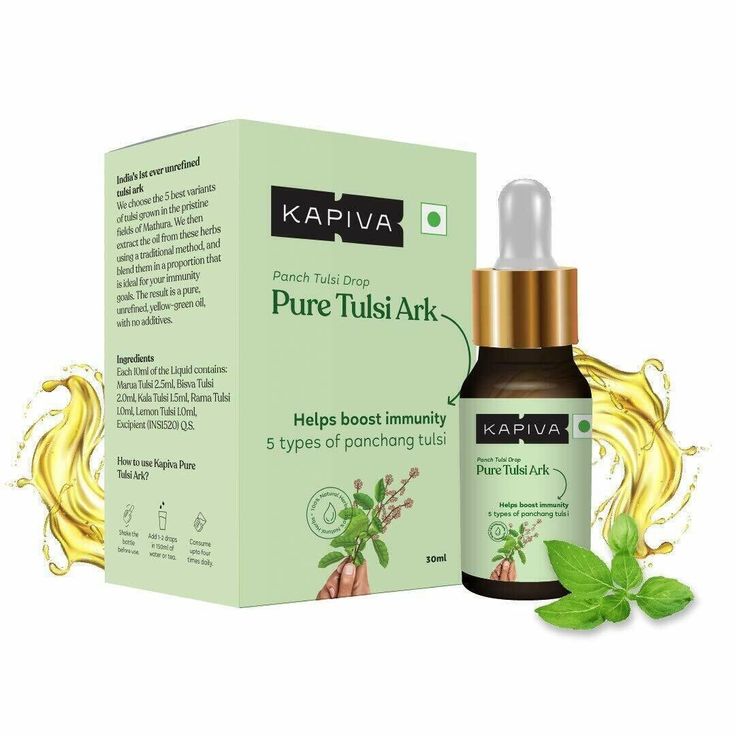 India's 1st ever unrefined
tulsi ark
We choose the 5 best variants
of tulsi grown in the pristine
fields of Mathura. We then
extract the oil from these herbs
using a traditional method, and
blend them in a proportion that
is ideal for your immunity
goals. The result is a pure,
unrefined, yellow-green oil,
with no additives.
Ingredients
Each 10ml of the Liquid contains:
Marua Tulsi 2.5ml, Bisva Tulsi
2.0ml, Kala Tulsi 1.5ml, Rama Tulsi
1.0ml, Lemon Tulsi 1.0ml,
Excipient (INS1520) Q.S.
How to use Kapiva Pure
Tulsi Ark?
Shake the
bottle
before use.
Add 1-2 drops
in 150ml of
water or tea.
Consume
upto four
times daily.
KAPIVA
Panch Tulsi Drop
Pure Tulsi Ark
Helps boost immunity
5 types of panchang tulsi
100% Natural
30ml
KAPIVA
Panch Tulsi Drop
Pure Tulsi Ark
Helps boost immunity
5 types of panchang tulsi